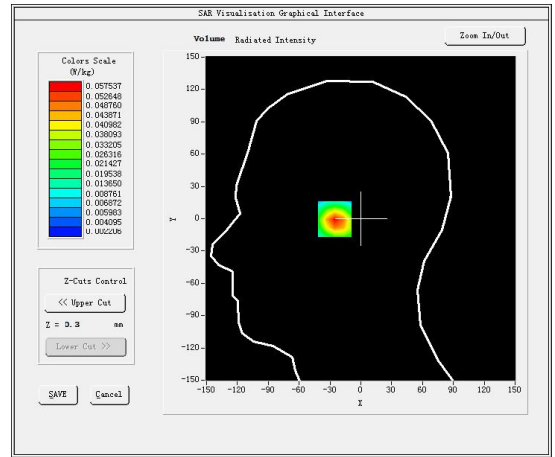 SAR Visualisation Graphical Interface
Volume Radiated Intensity
Zoom In/Out
Colors Scale
(W/kg)
0.057537
0.052648
0.048760
0.043871
0.040982
0.038093
0.033205
0.026316
0.021427
0.019538
0.013650
0.008761
0.006872
0.005983
0.004095
0.002206
Z-Cuts Control
<< Upper Cut
Z = 0.3 mm
Lower Cut >>
SAVE Cancel
150
120
90
60
30
0
-30
-60
-90
-120
-150
Y
-150 -120 -90 -60 -30 0 30 60 90 120 150
X